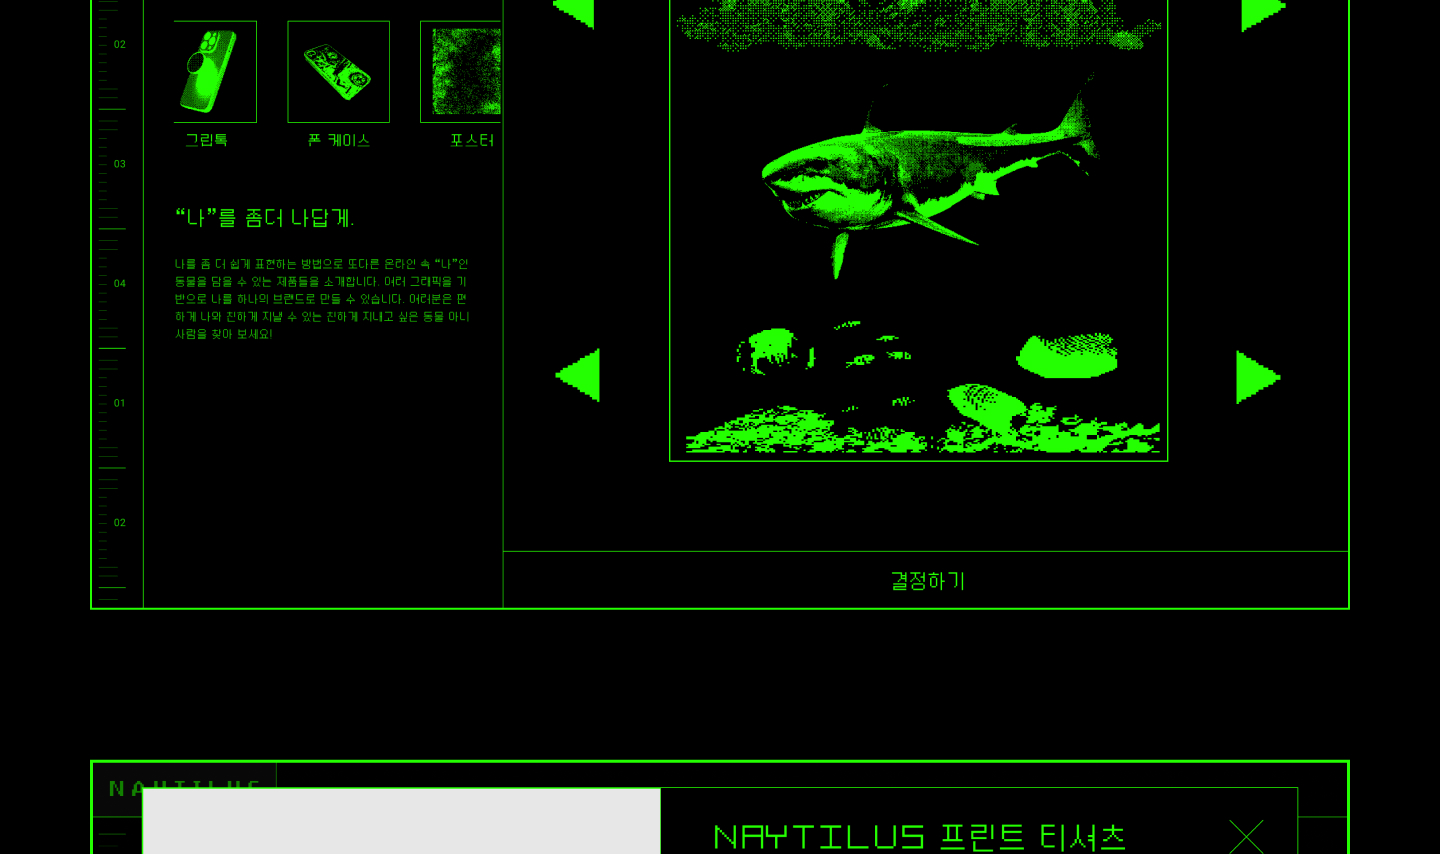 02
그립톡
폰 케이스
포스터
03
“나”를 좀더 나답게.
나를 좀 더 쉽게 표현하는 방법으로 또다른 온라인 속 “나”인
동물을 담을 수 있는 제품들을 소개합니다. 여러 그래픽을 기
반으로 나를 하나의 브랜드로 만들 수 있습니다. 여러분은 편
하게 나와 친하게 지낼 수 있는 친하게 지내고 싶은 동물 아니
사람을 찾아 보세요!
04
01
02
결정하기
NAUTILUS
NAYTILUS 프린트 티셔츠